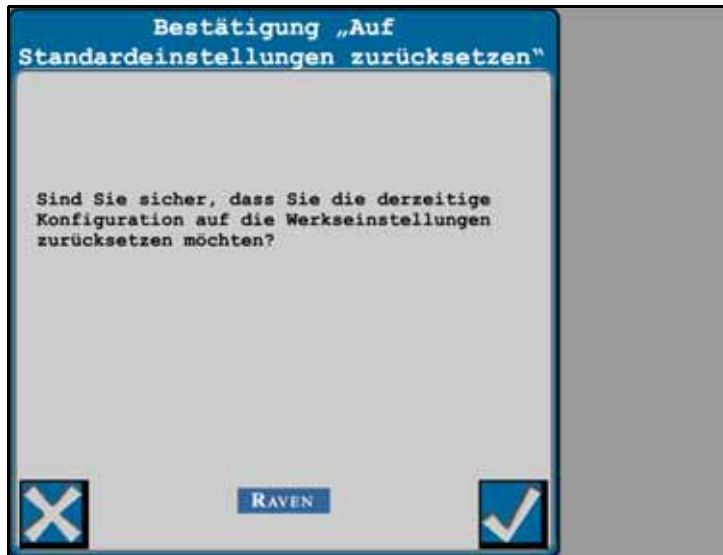 Bestätigung „Auf
Standardeinstellungen zurücksetzen“
Sind Sie sicher, dass Sie die derzeitige
Konfiguration auf die Werkseinstellungen
zurücksetzen möchten?
RAVEN